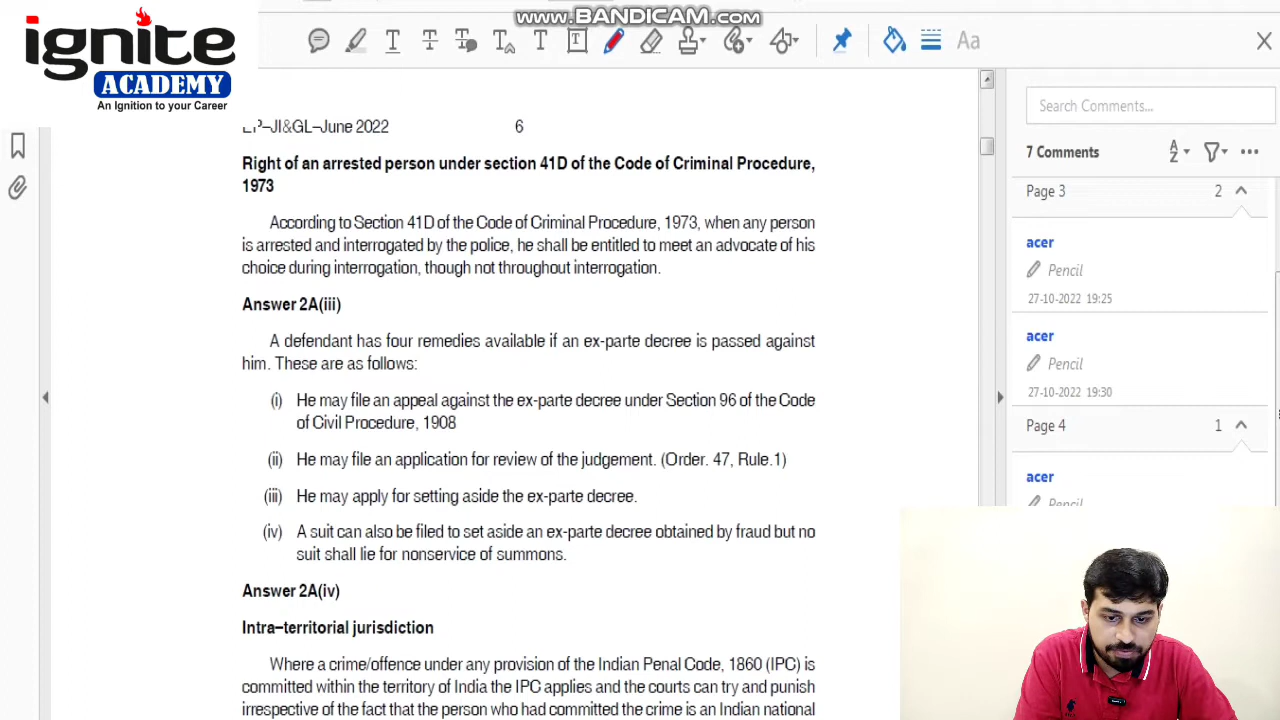 www.BANDICAM.com
ignite
ACADEMY
An Ignition to your Career
Aa
Search Comments...
EP–JI&GL–June 2022 6
7 Comments
Right of an arrested person under section 41D of the Code of Criminal Procedure,
1973
Page 3 2
According to Section 41D of the Code of Criminal Procedure, 1973, when any person
is arrested and interrogated by the police, he shall be entitled to meet an advocate of his
choice during interrogation, though not throughout interrogation.
acer
Pencil
27-10-2022 19:25
Answer 2A(iii)
A defendant has four remedies available if an ex-parte decree is passed against
him. These are as follows:
acer
Pencil
27-10-2022 19:30
(i) He may file an appeal against the ex-parte decree under Section 96 of the Code
of Civil Procedure, 1908
Page 4 1
(ii) He may file an application for review of the judgement. (Order. 47, Rule.1)
acer
Pencil
(iii) He may apply for setting aside the ex-parte decree.
(iv) A suit can also be filed to set aside an ex-parte decree obtained by fraud but no
suit shall lie for nonservice of summons.
Answer 2A(iv)
Intra–territorial jurisdiction
Where a crime/offence under any provision of the Indian Penal Code, 1860 (IPC) is
committed within the territory of India the IPC applies and the courts can try and punish
irrespective of the fact that the person who had committed the crime is an Indian national